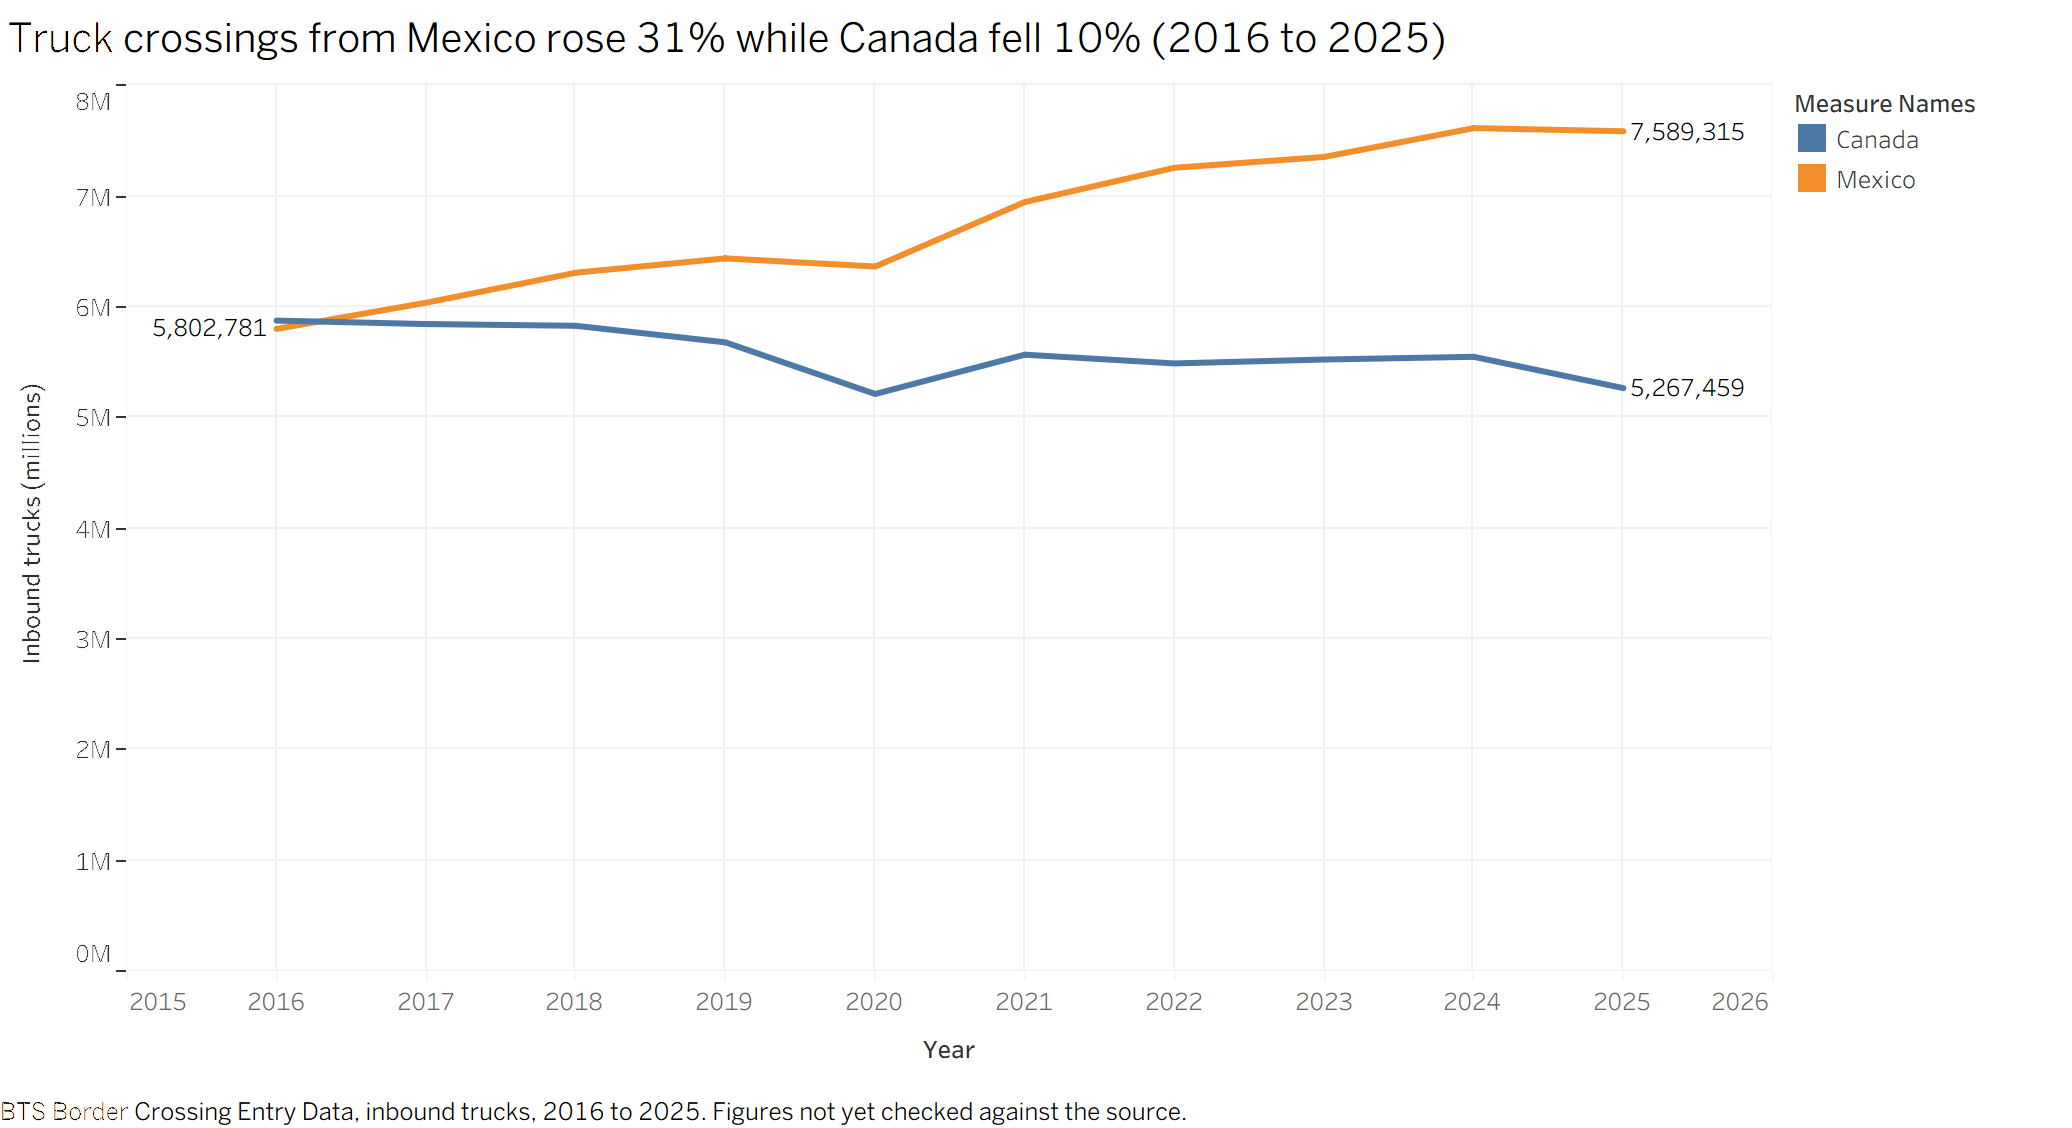 Truck crossings from Mexico rose 31% while Canada fell 10% (2016 to 2025)
Measure Names
Canada
Mexico
8M
7M
6M
5M
4M
3M
2M
1M
0M
Inbound trucks (millions)
5,802,781
7,589,315
5,267,459
2015 2016 2017 2018 2019 2020 2021 2022 2023 2024 2025 2026
Year
BTS Border Crossing Entry Data, inbound trucks, 2016 to 2025. Figures not yet checked against the source.